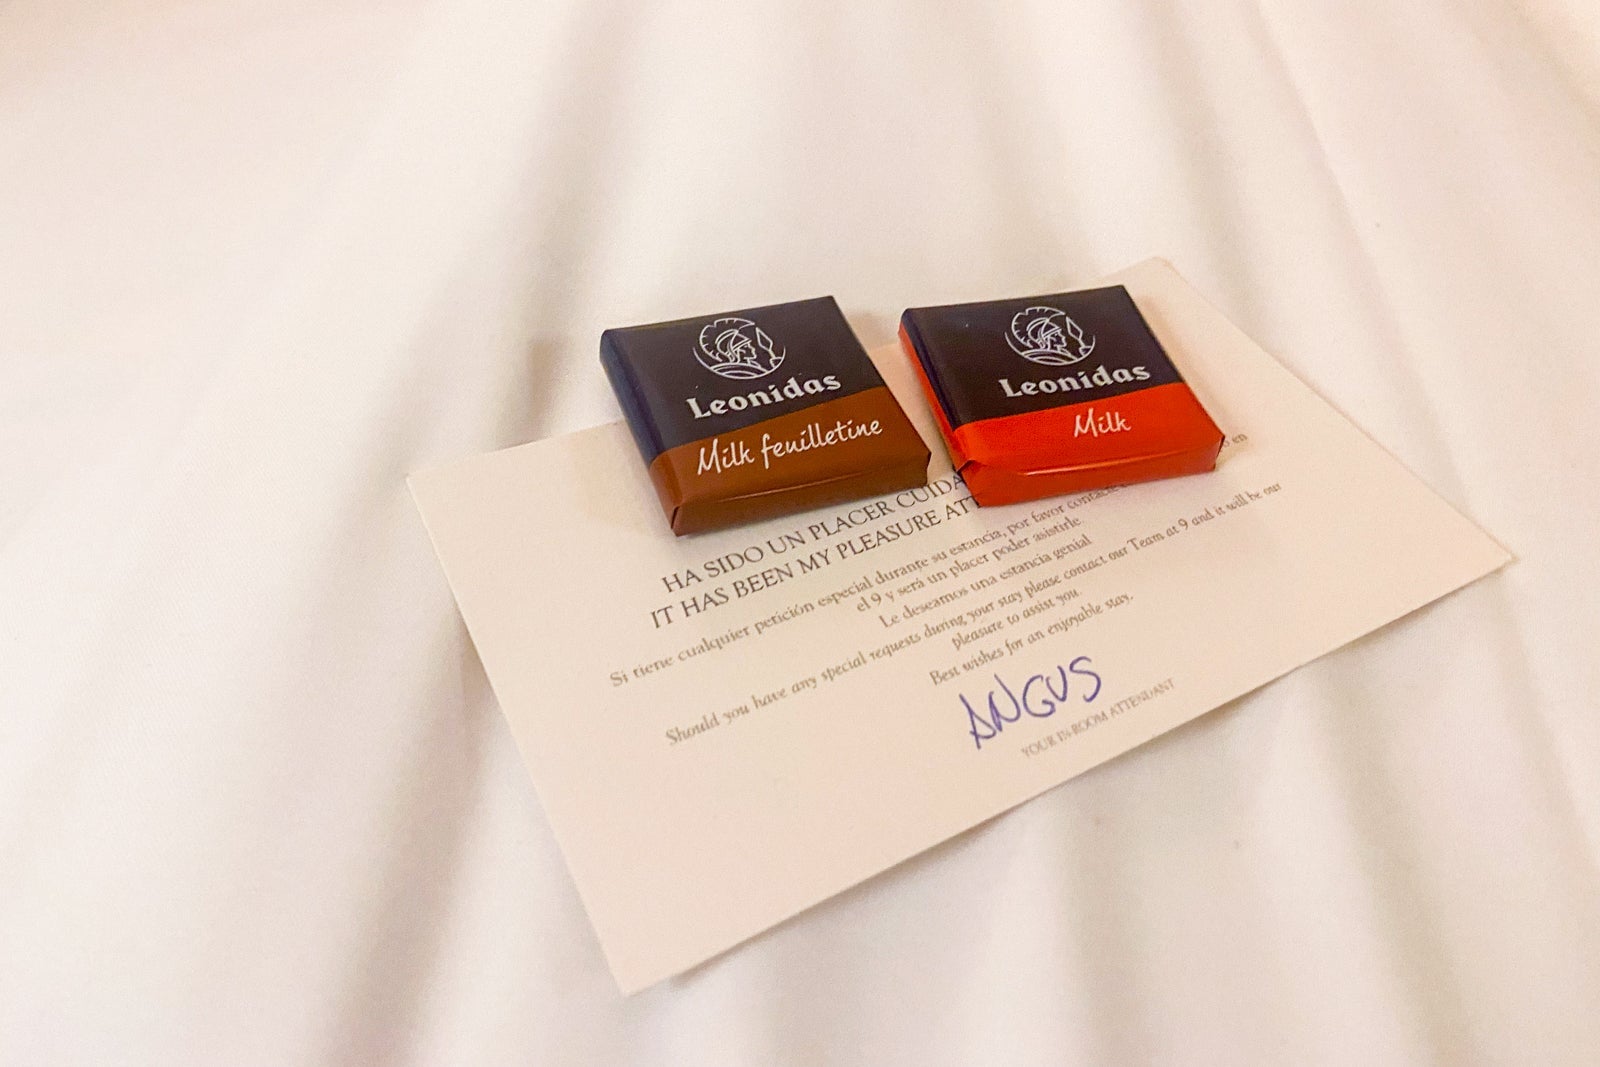 Leonidas
Milk feuilletine
Leonidas
Milk
HA SIDO UN PLACER CUIDA
IT HAS BEEN MY PLEASURE ATT
Si tiene cualquier petición especial durante su estancia, por favor contacte en
el 9 y será un placer poder asistirle
Le deseamos una estancia genial
Should you have any special requests during your stay please contact our Team at 9 and it will be our
pleasure to assist you.
Best wishes for an enjoyable stay.
ANGUS
YOUR IN-ROOM ATTENDANT